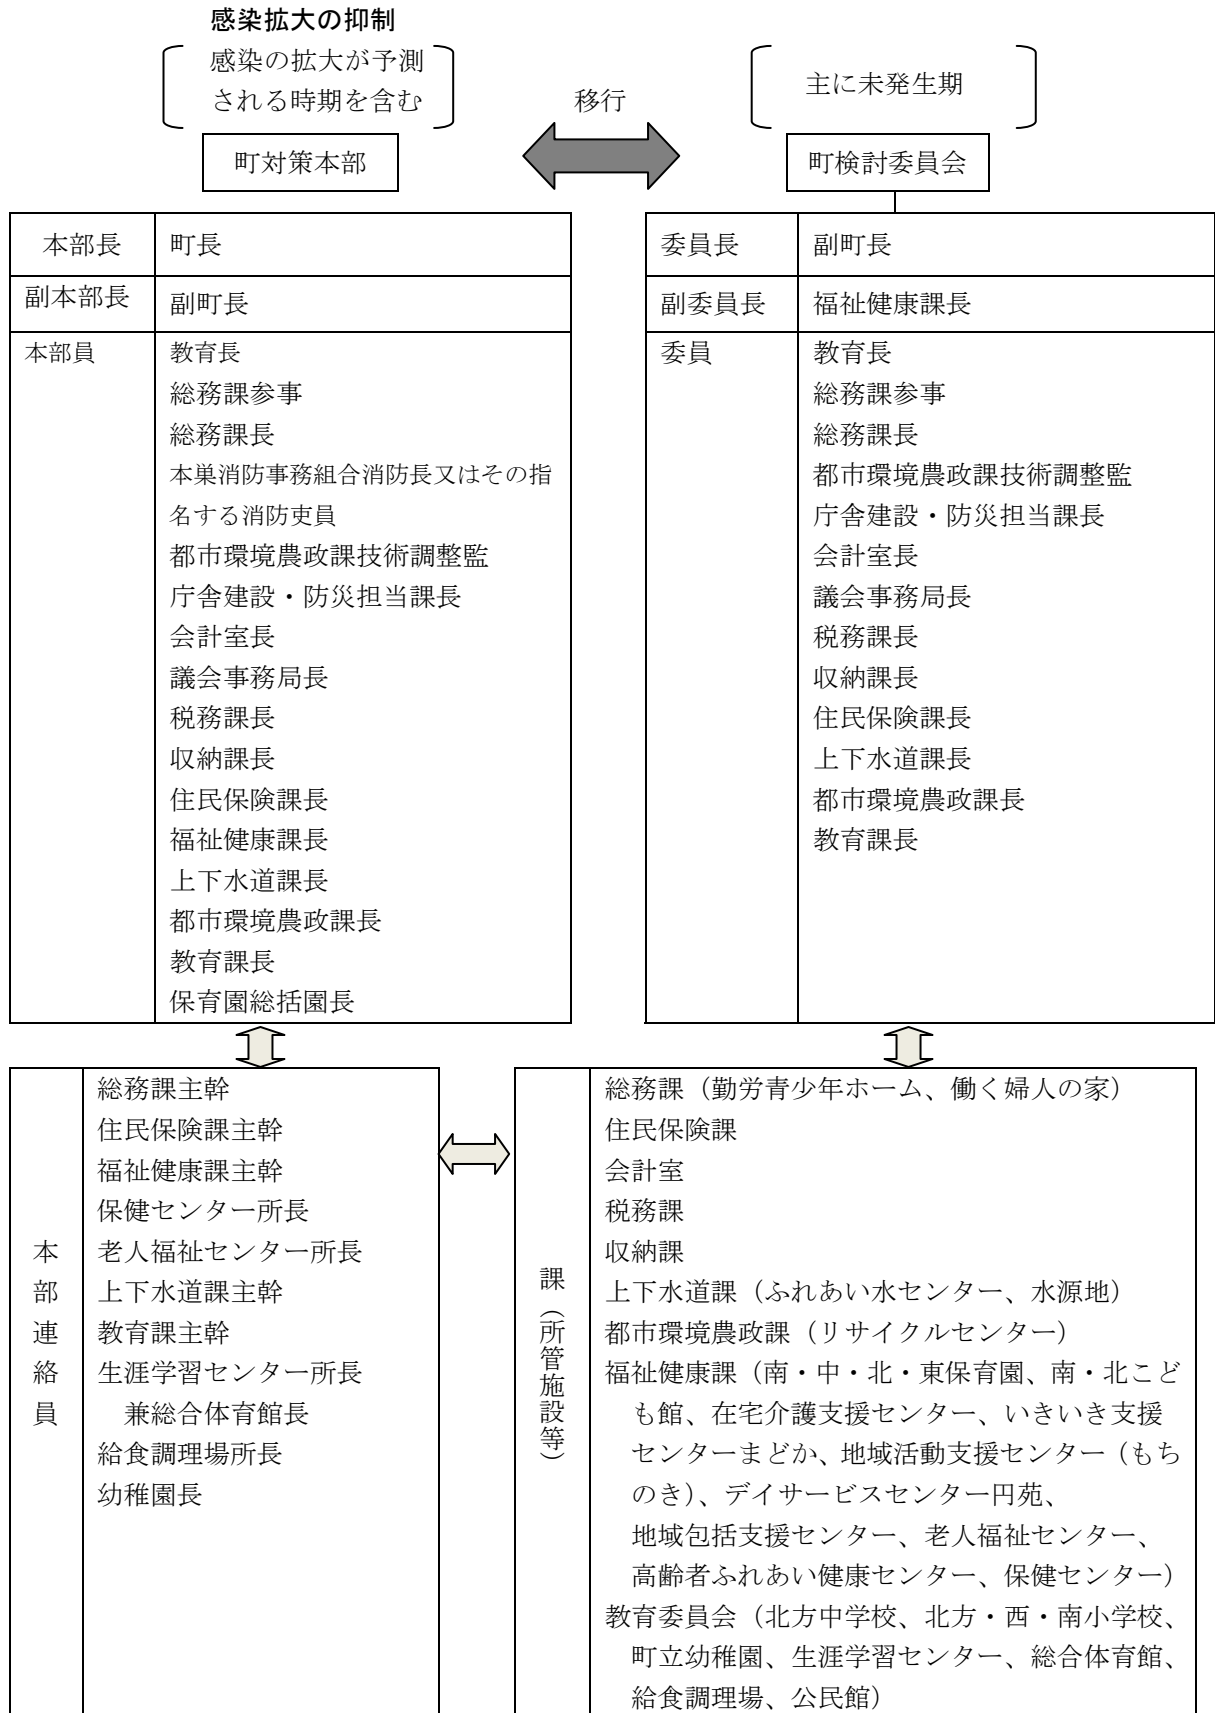 感染拡大の抑制
感染の拡大が予測
される時期を含む
町対策本部
移行
主に未発生期
町検討委員会
本部長 町長
副本部長 副町長
本部員 教育長
総務課参事
総務課長
本巣消防事務組合消防長又はその指
名する消防吏員
都市環境農政課技術調整監
庁舎建設・防災担当課長
会計室長
議会事務局長
税務課長
収納課長
住民保険課長
福祉健康課長
上下水道課長
都市環境農政課長
教育課長
保育園総括園長
委員長 副町長
副委員長 福祉健康課長
委員 教育長
総務課参事
総務課長
都市環境農政課技術調整監
庁舎建設・防災担当課長
会計室長
議会事務局長
税務課長
収納課長
住民保険課長
上下水道課長
都市環境農政課長
教育課長
本部連絡員
総務課主幹
住民保険課主幹
福祉健康課主幹
保健センター所長
老人福祉センター所長
上下水道課主幹
教育課主幹
生涯学習センター所長
兼総合体育館長
給食調理場所長
幼稚園長
課（所管施設等）
総務課（勤労青少年ホーム、働く婦人の家）
住民保険課
会計室
税務課
収納課
上下水道課（ふれあい水センター、水源地）
都市環境農政課（リサイクルセンター）
福祉健康課（南・中・北・東保育園、南・北こど
も館、在宅介護支援センター、いきいき支援
センターまどか、地域活動支援センター（もち
のき）、デイサービスセンター円苑、
地域包括支援センター、老人福祉センター、
高齢者ふれあい健康センター、保健センター）
教育委員会（北方中学校、北方・西・南小学校、
町立幼稚園、生涯学習センター、総合体育館、
給食調理場、公民館）